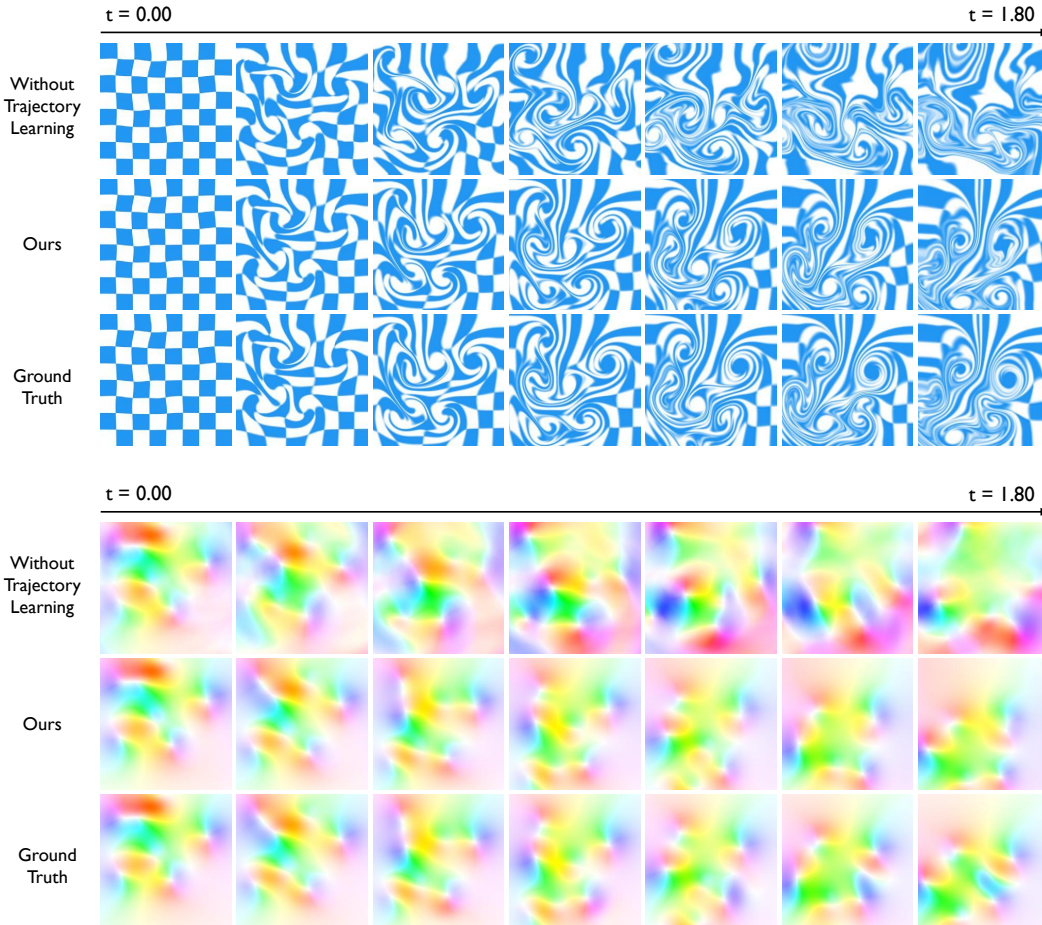 t = 0.00
t = 1.80
Without
Trajectory
Learning
Ours
Ground
Truth
t = 0.00
t = 1.80
Without
Trajectory
Learning
Ours
Ground
Truth